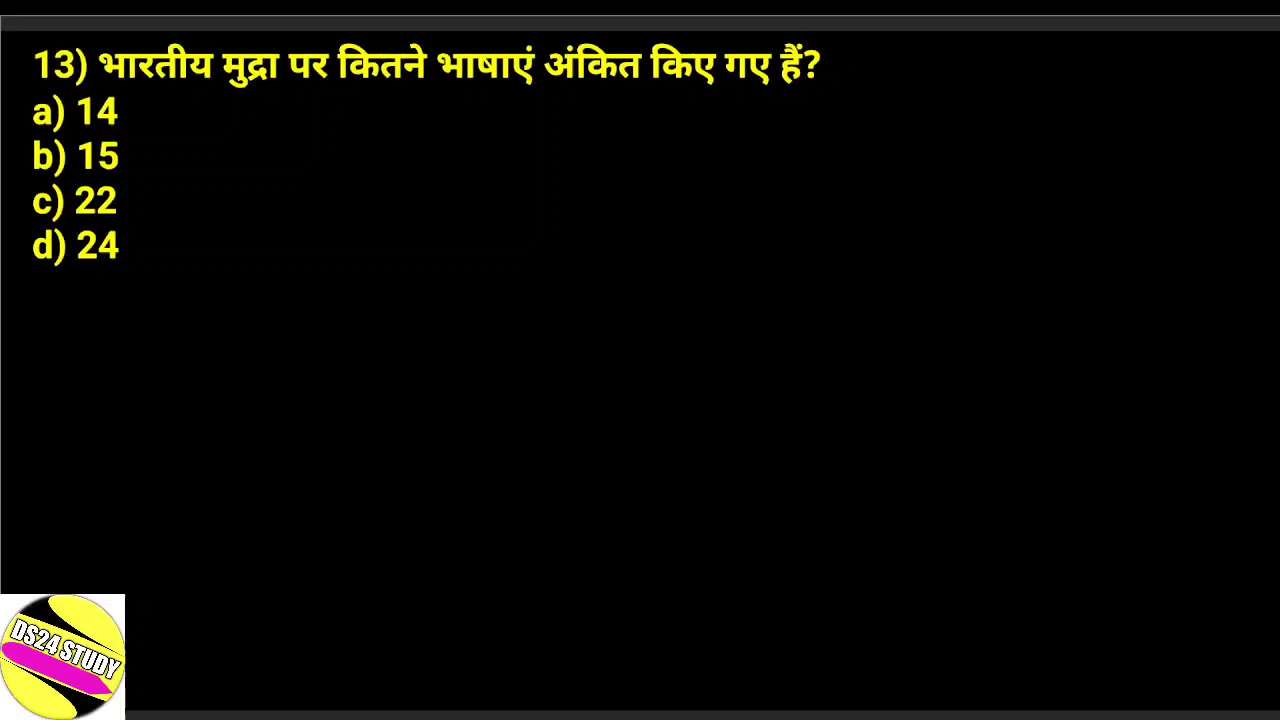 13) भारतीय मुद्रा पर कितने भाषाएं अंकित किए गए हैं?
a) 14
b) 15
c) 22
d) 24
DS24 STUDY